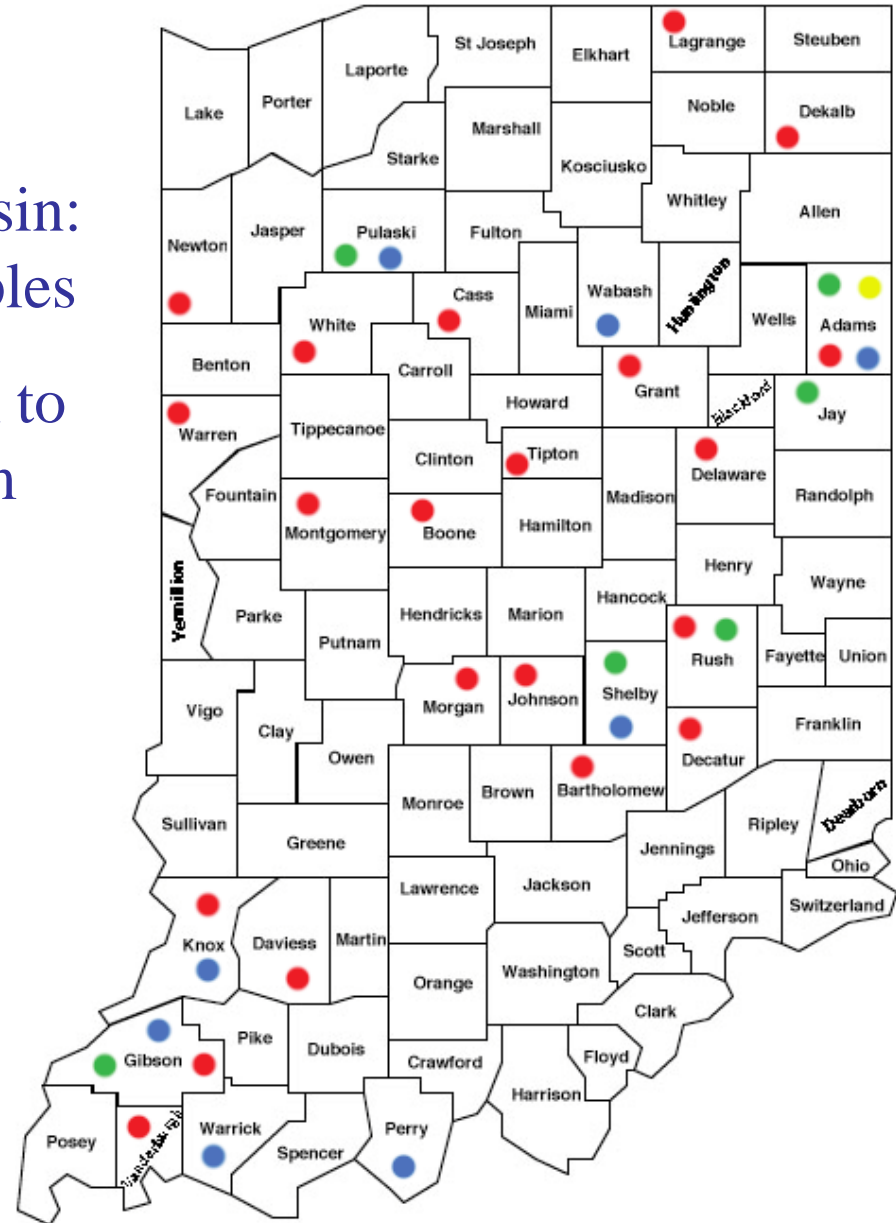 sin:
ples
to
n
St Joseph
Elkhart
Lagrange
Steuben
Laporte
Lake
Porter
Noble
Dekalb
Marshall
Starke
Kosciusko
Whitley
Allen
Newton
Jasper
Pulaski
Fulton
Wabash
Huntington
Cass
Miami
White
Wells
Adams
Benton
Carroll
Grant
Howard
Blackford
Jay
Warren
Tippecanoe
Clinton
Tipton
Delaware
Fountain
Madison
Randolph
Montgomery
Boone
Hamilton
Henry
Wayne
Vermillion
Parke
Hendricks
Marion
Hancock
Putnam
Rush
Fayette
Union
Vigo
Morgan
Johnson
Shelby
Clay
Franklin
Owen
Decatur
Monroe
Brown
Bartholomew
Sullivan
Ripley
Dearborn
Greene
Jennings
Ohio
Lawrence
Jackson
Switzerland
Jefferson
Knox
Daviess
Martin
Scott
Washington
Orange
Clark
Pike
Dubois
Gibson
Crawford
Floyd
Harrison
Posey
Vanderburgh
Warrick
Spencer
Perry